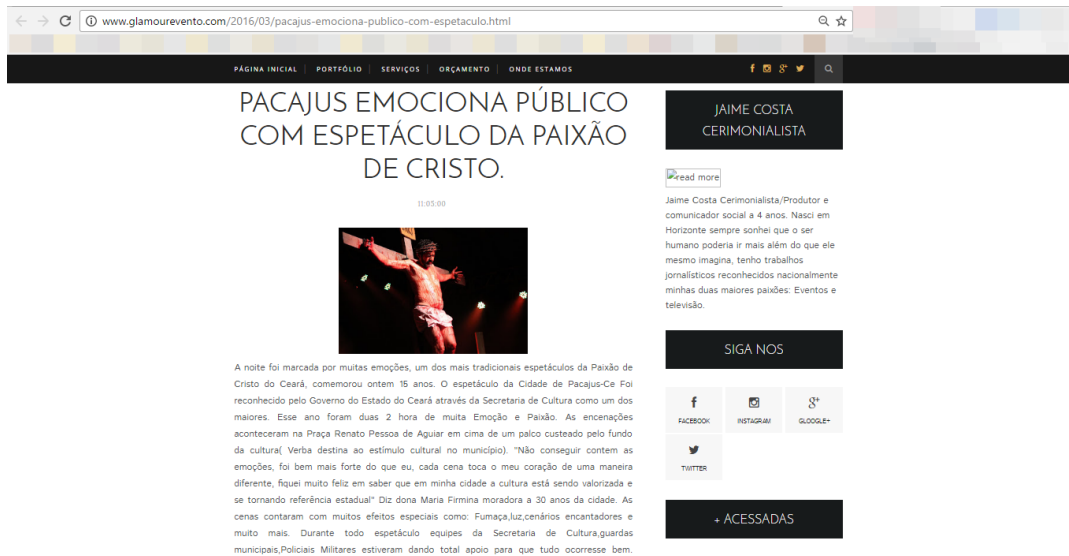 www.glamourevento.com/2016/03/pacajus-emociona-publico-com-espetaculo.html
PÁGINA INICIAL
PORTFÓLIO
SERVIÇOS
ORÇAMENTO
ONDE ESTAMOS
PACAJUS EMOCIONA PÚBLICO
COM ESPETÁCULO DA PAIXÃO
DE CRISTO.
11:05:00
A noite foi marcada por muitas emoções, um dos mais tradicionais espetáculos da Paixão de
Cristo do Ceará, comemorou ontem 15 anos. O espetáculo da Cidade de Pacajus-Ce Foi
reconhecido pelo Governo do Estado do Ceará através da Secretaria de Cultura como um dos
maiores. Esse ano foram duas 2 hora de muita Emoção e Paixão. As encenações
aconteceram na Praça Renato Pessoa de Aguiar em cima de um palco custeado pelo fundo
da cultura( Verba destina ao estímulo cultural no município). "Não conseguir contem as
emoções, foi bem mais forte do que eu, cada cena toca o meu coração de uma maneira
diferente, fiquei muito feliz em saber que em minha cidade a cultura está sendo valorizada e
se tornando referência estadual" Diz dona Maria Firmina moradora a 30 anos da cidade. As
cenas contaram com muitos efeitos especiais como: Fumaça,luz,cenários encantadores e
muito mais. Durante todo espetáculo equipes da Secretaria de Cultura,guardas
municipais,Policiais Militares estiveram dando total apoio para que tudo ocorresse bem.
JAIME COSTA
CERIMONIALISTA
read more
Jaime Costa Cerimonialista/Produtor e
comunicador social a 4 anos. Nasci em
Horizonte sempre sonhei que o ser
humano poderia ir mais além do que ele
mesmo imagina, tenho trabalhos
jornalísticos reconhecidos nacionalmente
minhas duas maiores paixões: Eventos e
televisão.
SIGA NOS
FACEBOOK
INSTAGRAM
GLOOGLE+
TWITTER
+ ACESSADAS